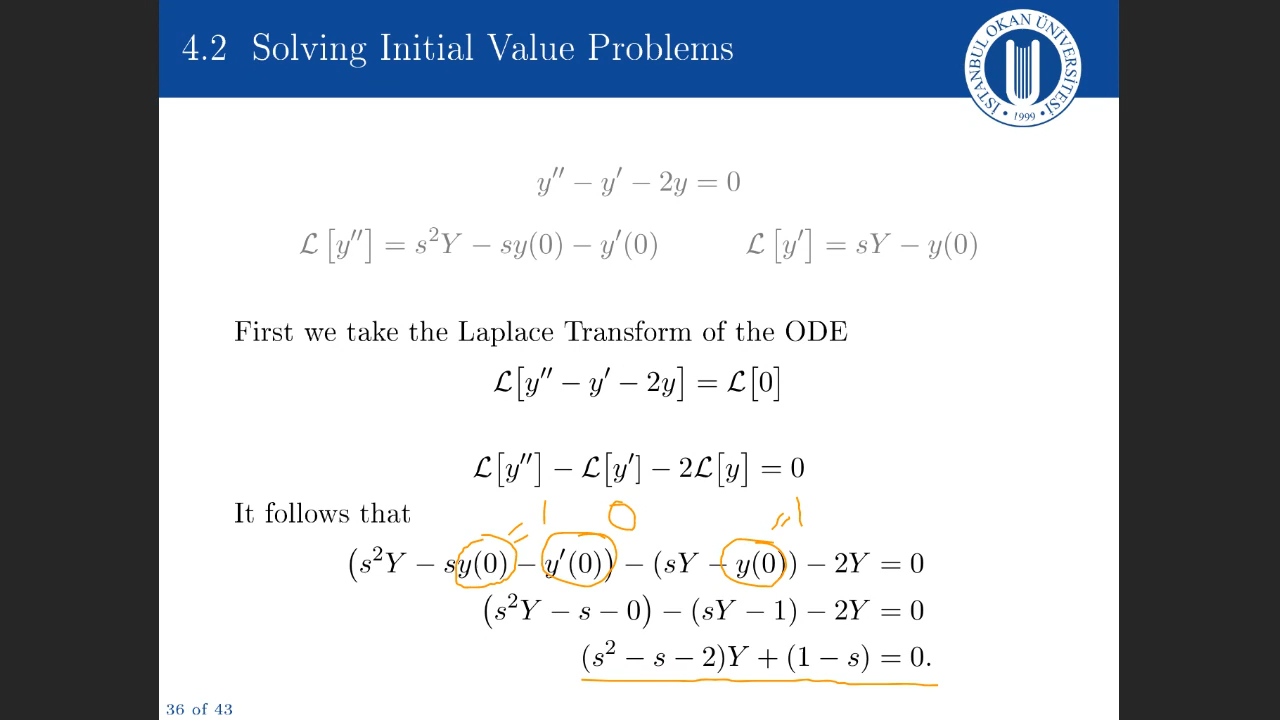 4.2 Solving Initial Value Problems
İSTANBUL OKAN ÜNİVERSİTESİ
• 1999 •
y″ − y′ − 2y = 0
ℒ[y″] = s²Y − sy(0) − y′(0) ℒ[y′] = sY − y(0)
First we take the Laplace Transform of the ODE
ℒ[y″ − y′ − 2y] = ℒ[0]
ℒ[y″] − ℒ[y′] − 2ℒ[y] = 0
It follows that
= 1 0 = 1
(s²Y − sy(0) − y′(0)) − (sY − y(0)) − 2Y = 0
(s²Y − s − 0) − (sY − 1) − 2Y = 0
(s² − s − 2)Y + (1 − s) = 0.
36 of 43